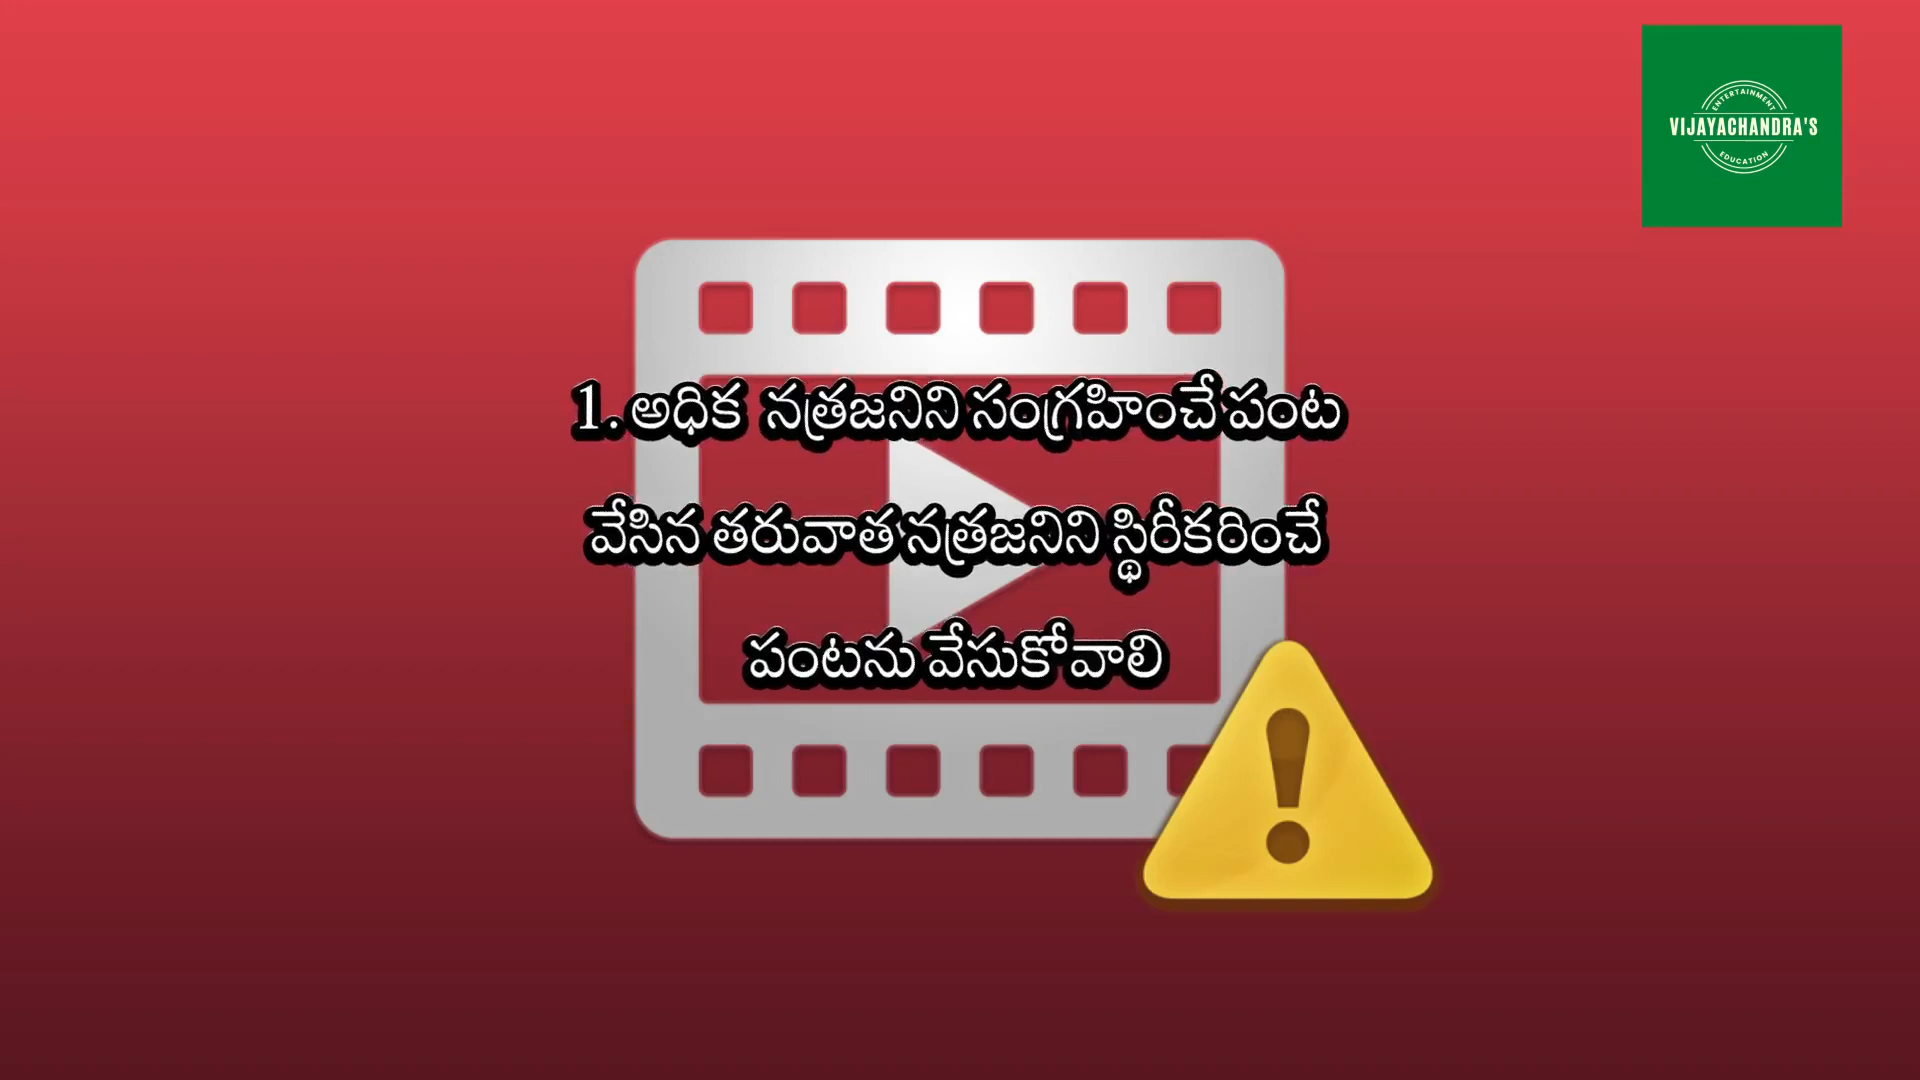 ENTERTAINMENT
VIJAYACHANDRA'S
EDUCATION
1. అధిక నత్రజనిని సంగ్రహించే పంట
వేసిన తరువాత నత్రజనిని స్థిరీకరించే
పంటను వేసుకోవాలి